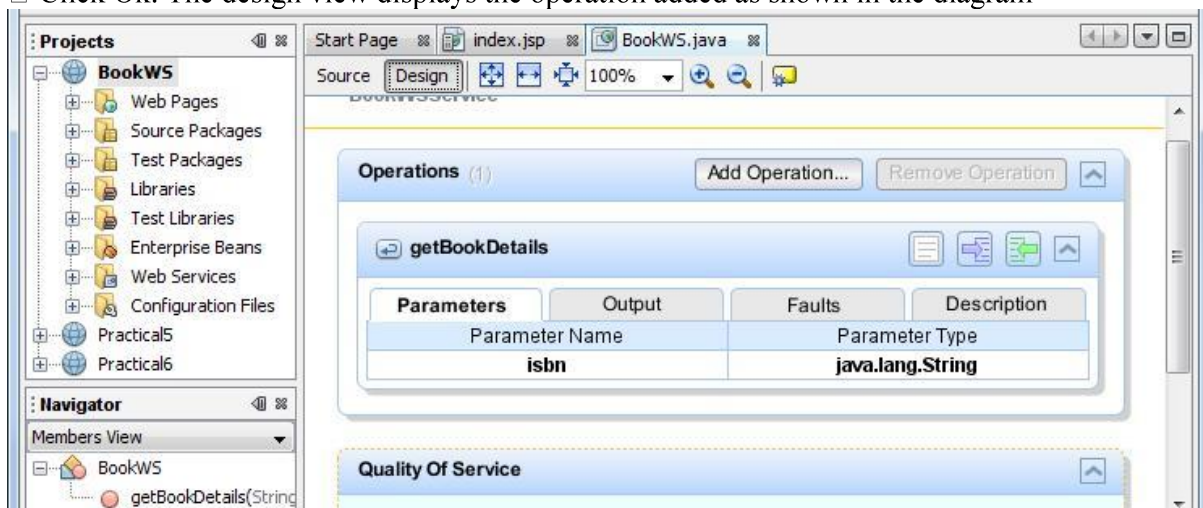 Click Ok. The design view displays the operation added as shown in the diagram
Projects
BookWS
Web Pages
Source Packages
Test Packages
Libraries
Test Libraries
Enterprise Beans
Web Services
Configuration Files
Practical5
Practical6
Navigator
Members View
BookWS
getBookDetails(String
Start Page index.jsp BookWS.java
Source Design 100%
BookWSService
Operations (1) Add Operation... Remove Operation
getBookDetails
Parameters Output Faults Description
Parameter Name Parameter Type
isbn java.lang.String
Quality Of Service